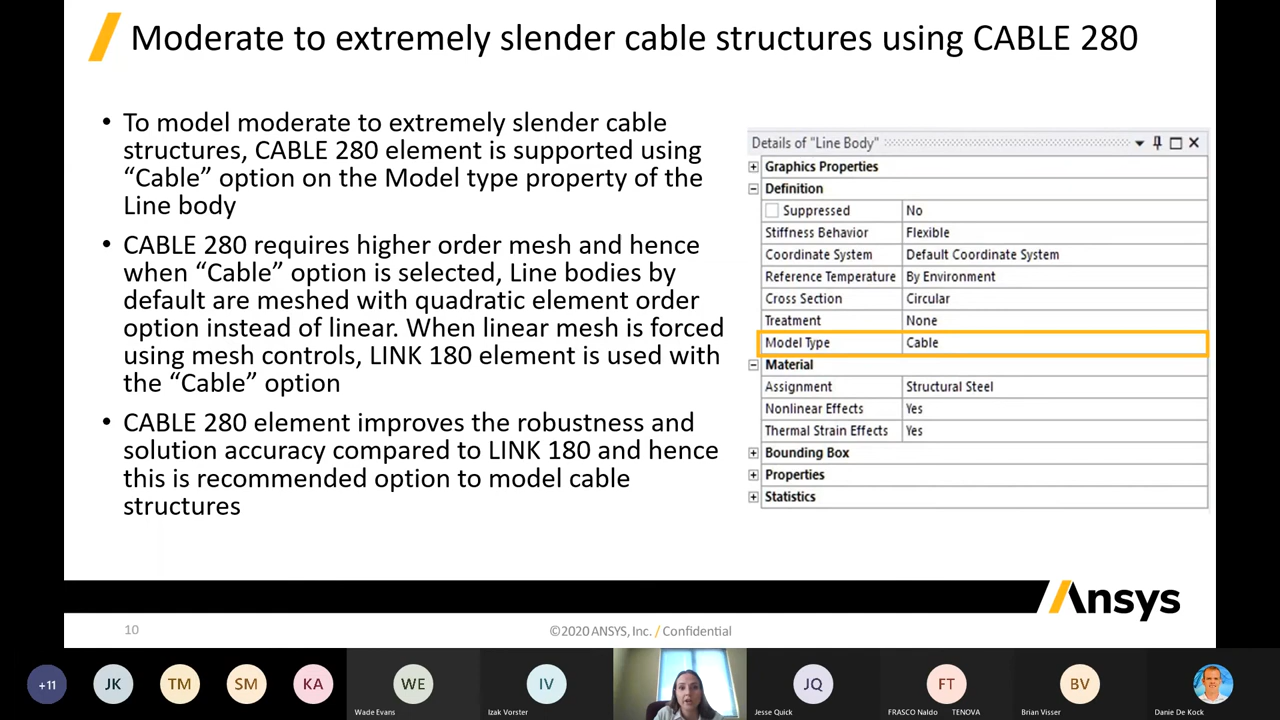 Moderate to extremely slender cable structures using CABLE 280
• To model moderate to extremely slender cable
structures, CABLE 280 element is supported using
“Cable” option on the Model type property of the
Line body
• CABLE 280 requires higher order mesh and hence
when “Cable” option is selected, Line bodies by
default are meshed with quadratic element order
option instead of linear. When linear mesh is forced
using mesh controls, LINK 180 element is used with
the “Cable” option
• CABLE 280 element improves the robustness and
solution accuracy compared to LINK 180 and hence
this is recommended option to model cable
structures
Details of "Line Body"
Graphics Properties
Definition
Suppressed No
Stiffness Behavior Flexible
Coordinate System Default Coordinate System
Reference Temperature By Environment
Cross Section Circular
Treatment None
Model Type Cable
Material
Assignment Structural Steel
Nonlinear Effects Yes
Thermal Strain Effects Yes
Bounding Box
Properties
Statistics
Ansys
10
©2020 ANSYS, Inc. / Confidential
+11
JK
TM
SM
KA
WE
Wade Evans
IV
Izak Vorster
JQ
Jesse Quick
FT
FRASCO Naldo TENOVA
BV
Brian Visser
Danie De Kock